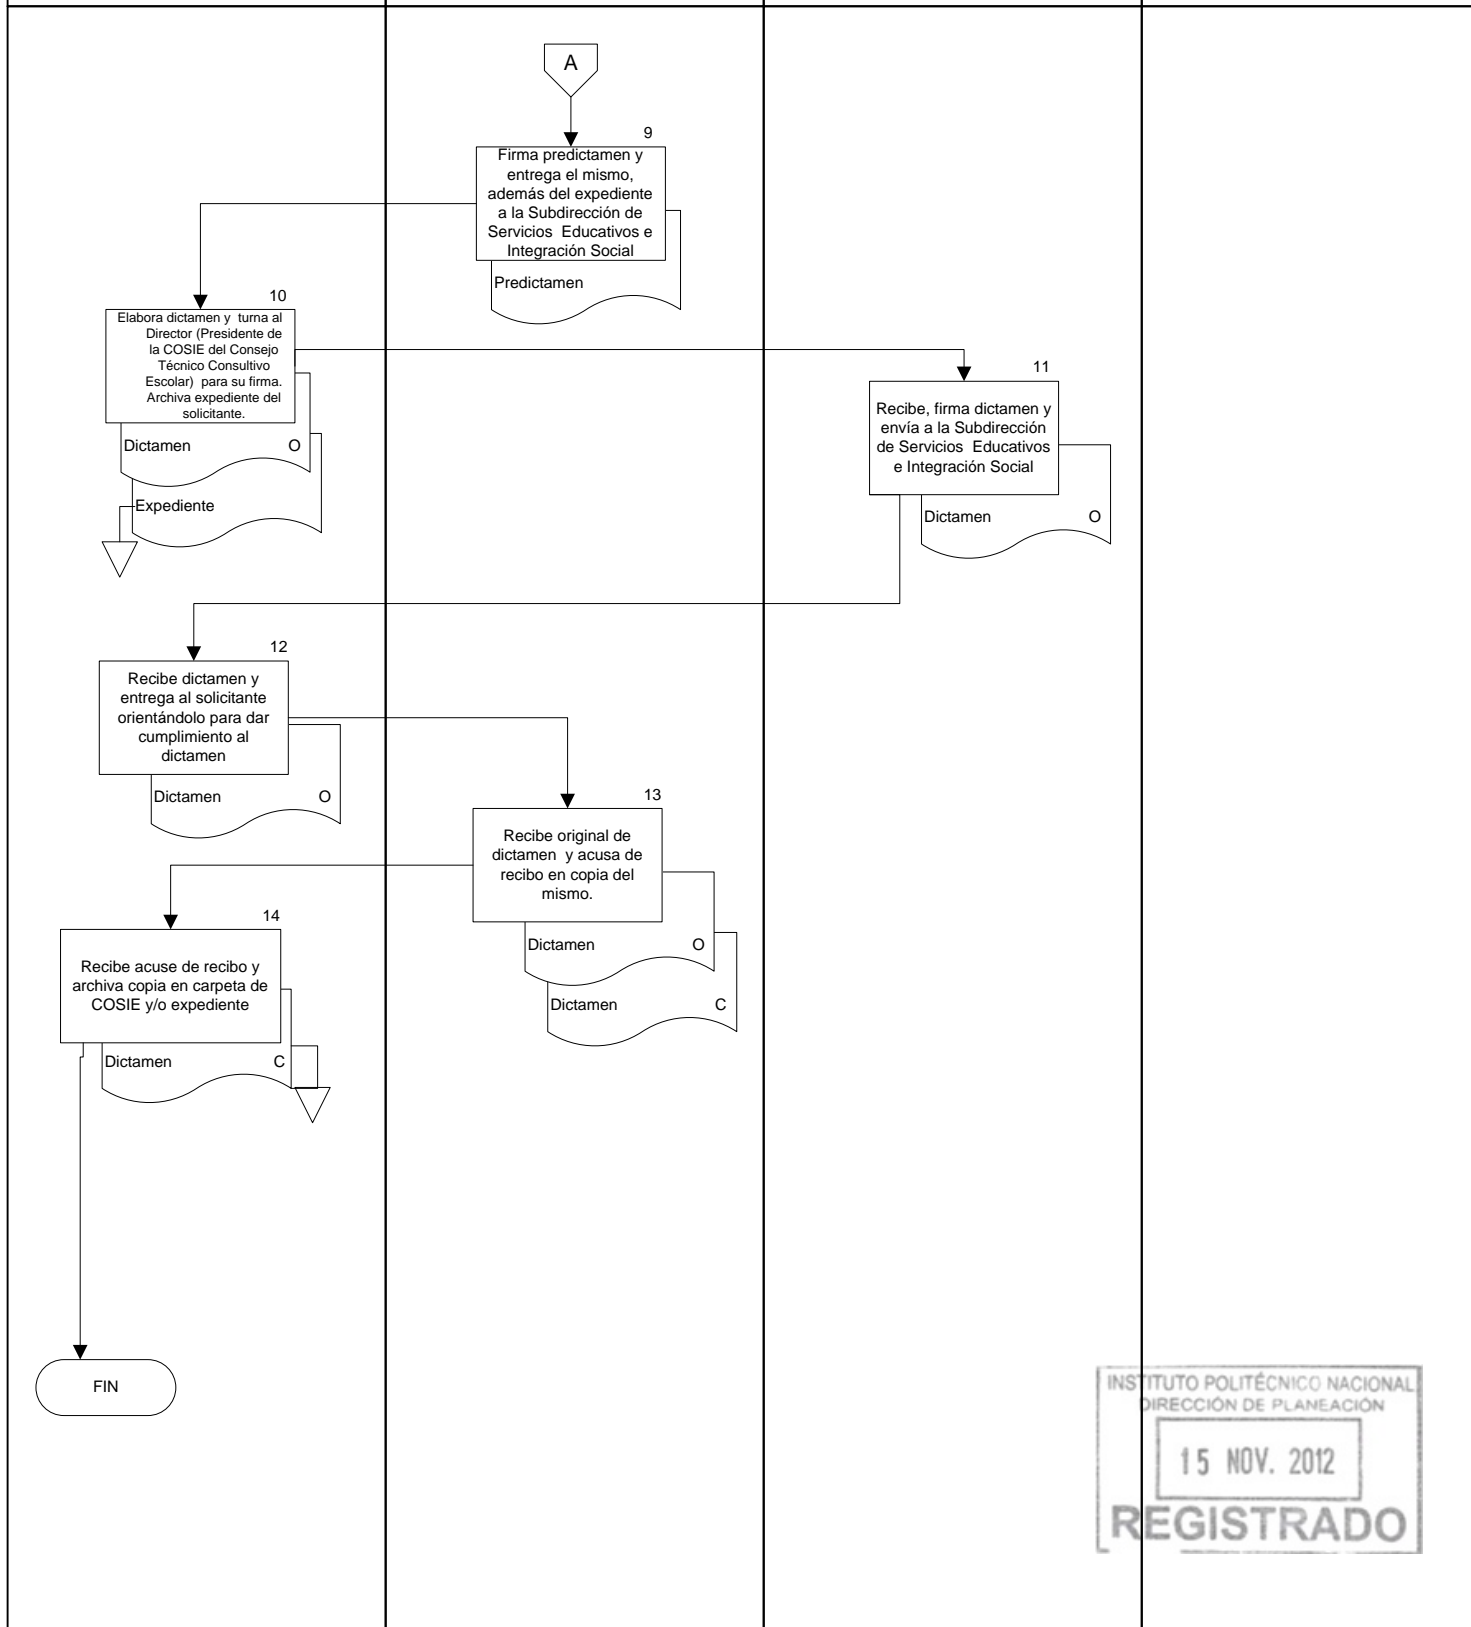 A
9
Firma predictamen y
entrega el mismo,
además del expediente
a la Subdirección de
Servicios Educativos e
Integración Social
Predictamen
10
Elabora dictamen y turna al
Director (Presidente de
la COSIE del Consejo
Técnico Consultivo
Escolar) para su firma.
Archiva expediente del
solicitante.
Dictamen O
Expediente
11
Recibe, firma dictamen y
envía a la Subdirección
de Servicios Educativos
e Integración Social
Dictamen O
12
Recibe dictamen y
entrega al solicitante
orientándolo para dar
cumplimiento al
dictamen
Dictamen O
13
Recibe original de
dictamen y acusa de
recibo en copia del
mismo.
Dictamen O
Dictamen C
14
Recibe acuse de recibo y
archiva copia en carpeta de
COSIE y/o expediente
Dictamen C
FIN
INSTITUTO POLITÉCNICO NACIONAL
DIRECCIÓN DE PLANEACIÓN
15 NOV. 2012
REGISTRADO